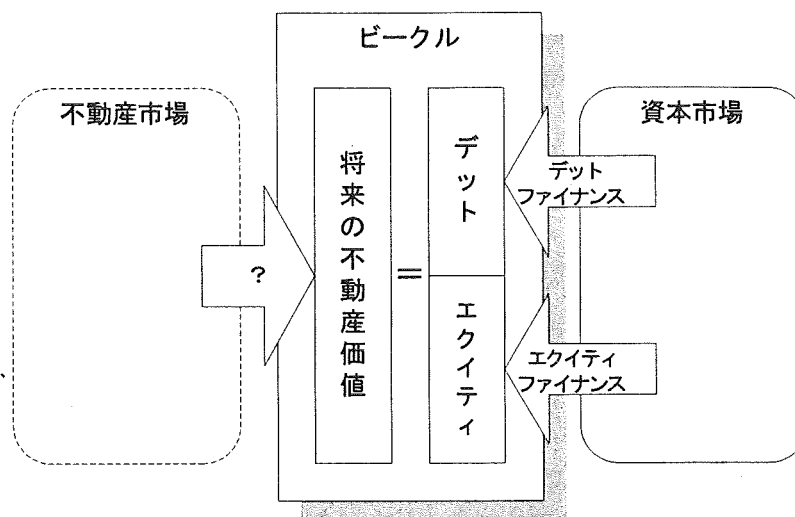 ビークル
不動産市場
資本市場
将来の不動産価値
＝
デット
エクイティ
？
デット
ファイナンス
エクイティ
ファイナンス